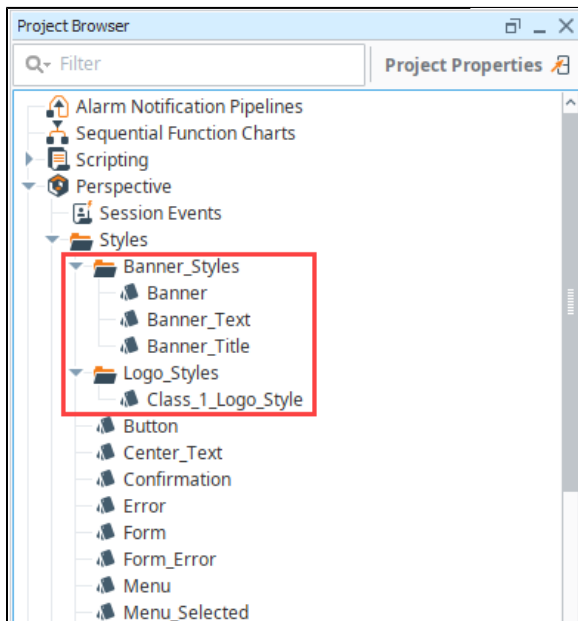 Project Browser
Filter
Project Properties
Alarm Notification Pipelines
Sequential Function Charts
Scripting
Perspective
Session Events
Styles
Banner_Styles
Banner
Banner_Text
Banner_Title
Logo_Styles
Class_1_Logo_Style
Button
Center_Text
Confirmation
Error
Form
Form_Error
Menu
Menu_Selected